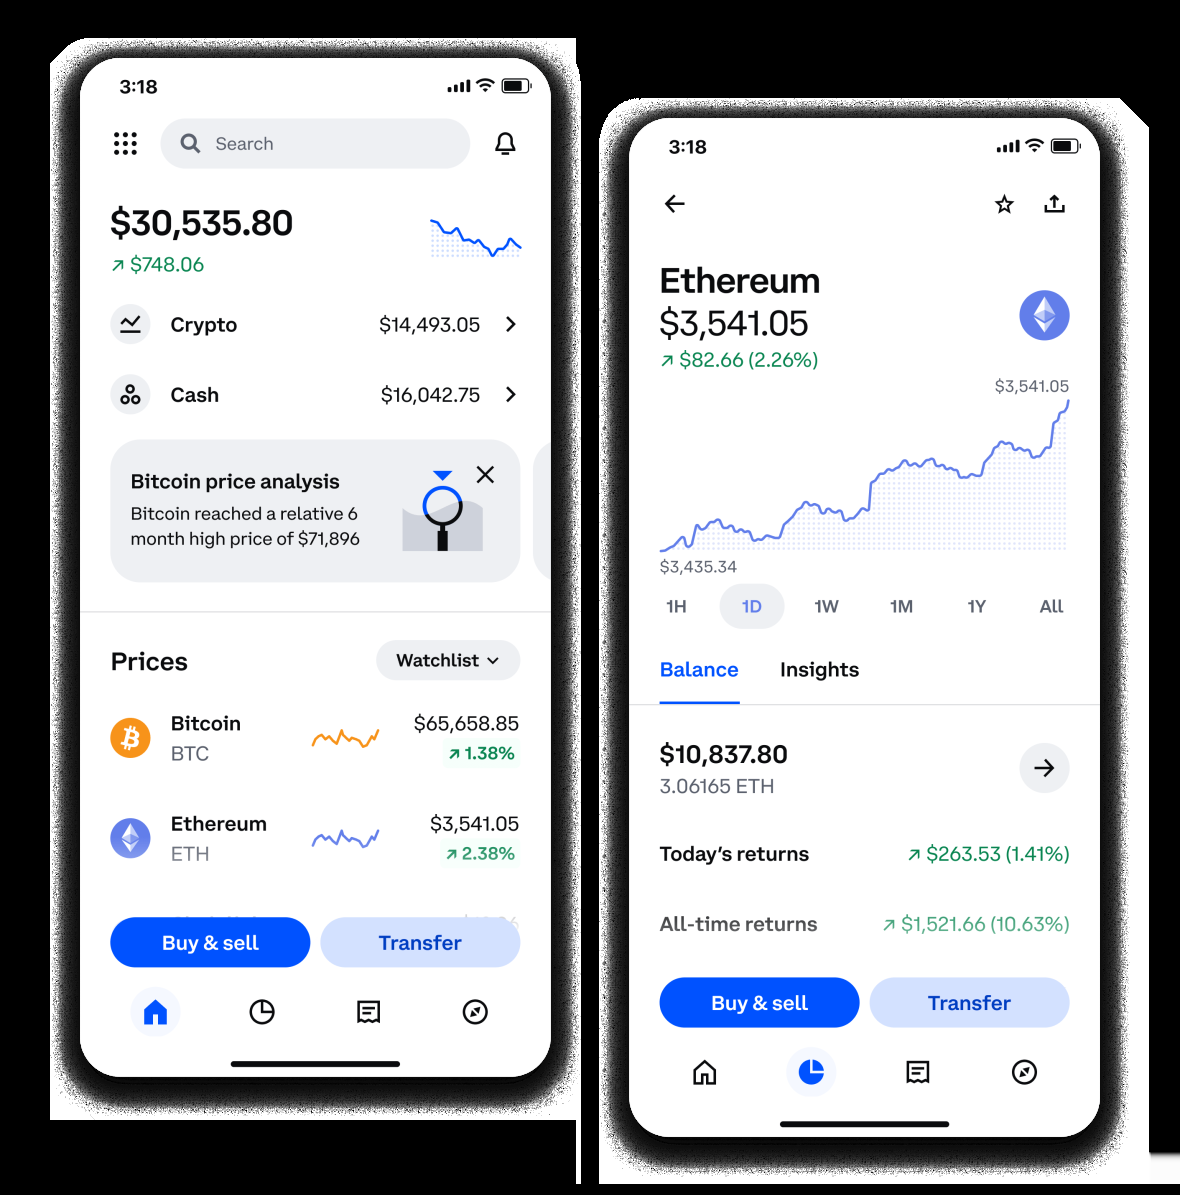 3:18
Search
$30,535.80
↗ $748.06
Crypto $14,493.05
Cash $16,042.75
Bitcoin price analysis
Bitcoin reached a relative 6
month high price of $71,896
Prices Watchlist
Bitcoin $65,658.85
BTC ↗ 1.38%
Ethereum $3,541.05
ETH ↗ 2.38%
Buy & sell Transfer
3:18
Ethereum
$3,541.05
↗ $82.66 (2.26%)
$3,541.05
$3,435.34
1H 1D 1W 1M 1Y All
Balance Insights
$10,837.80
3.06165 ETH
Today’s returns ↗ $263.53 (1.41%)
All-time returns ↗ $1,521.66 (10.63%)
Buy & sell Transfer